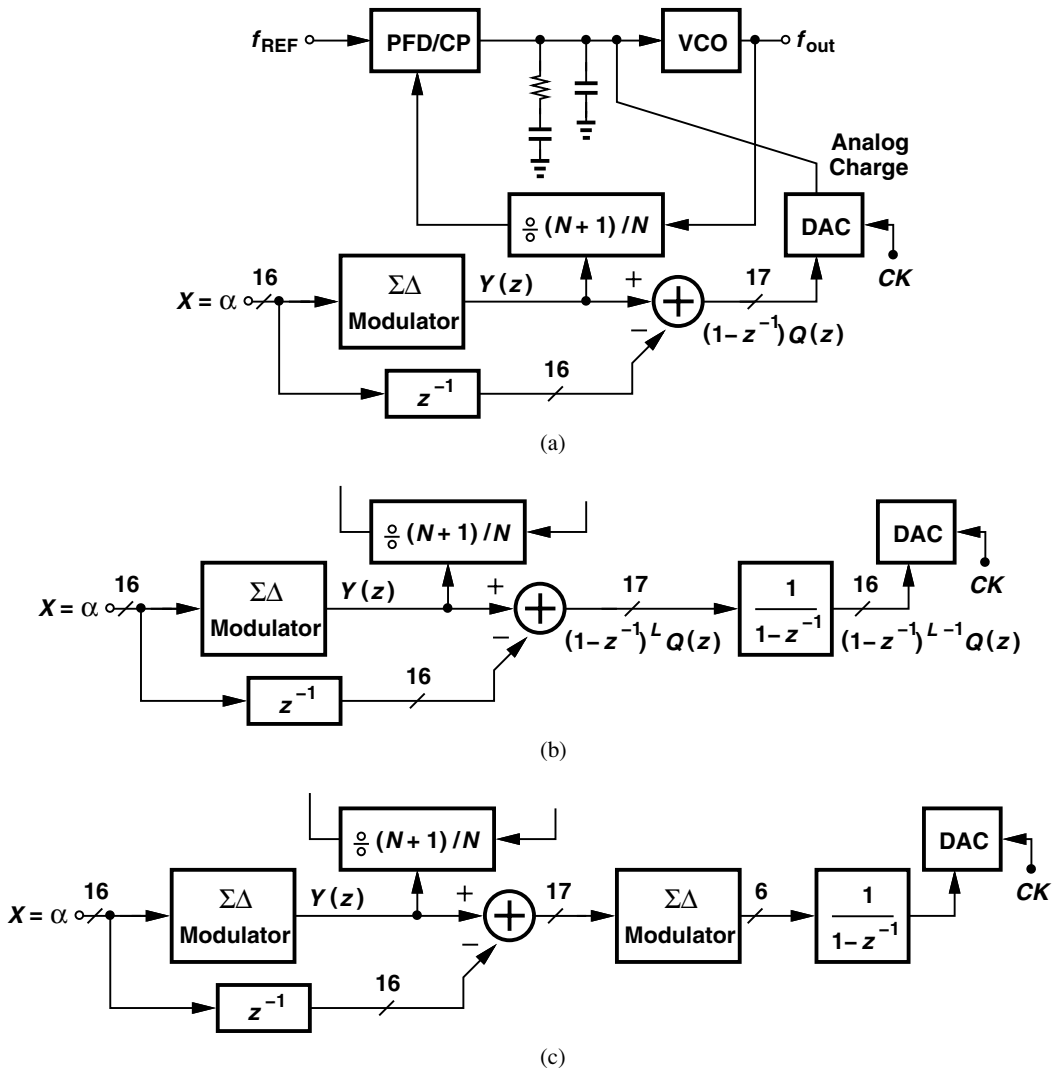 f_REF PFD/CP VCO f_out
Analog
Charge
÷ (N + 1) / N DAC
CK
16 ΣΔ Y(z) + 17
X = α Modulator − (1− z^−1) Q(z)
16
z^−1
(a)
÷ (N + 1) / N DAC
CK
16 ΣΔ Y(z) + 17 1 16
X = α Modulator − (1− z^−1)^L Q(z) 1− z^−1 (1− z^−1)^L−1 Q(z)
16
z^−1
(b)
÷ (N + 1) / N DAC
CK
16 ΣΔ Y(z) + 17 ΣΔ 6 1
X = α Modulator − Modulator 1− z^−1
16
z^−1
(c)